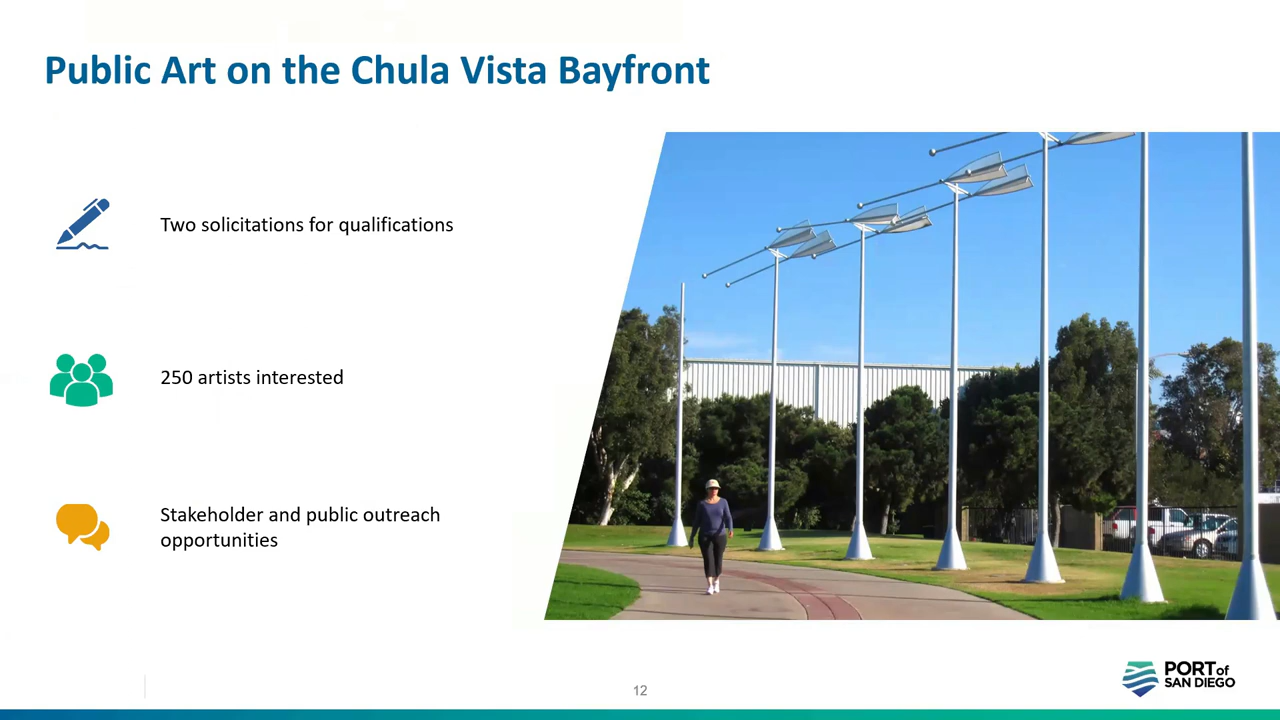 Public Art on the Chula Vista Bayfront
Two solicitations for qualifications
250 artists interested
Stakeholder and public outreach
opportunities
12
PORT of
SAN DIEGO